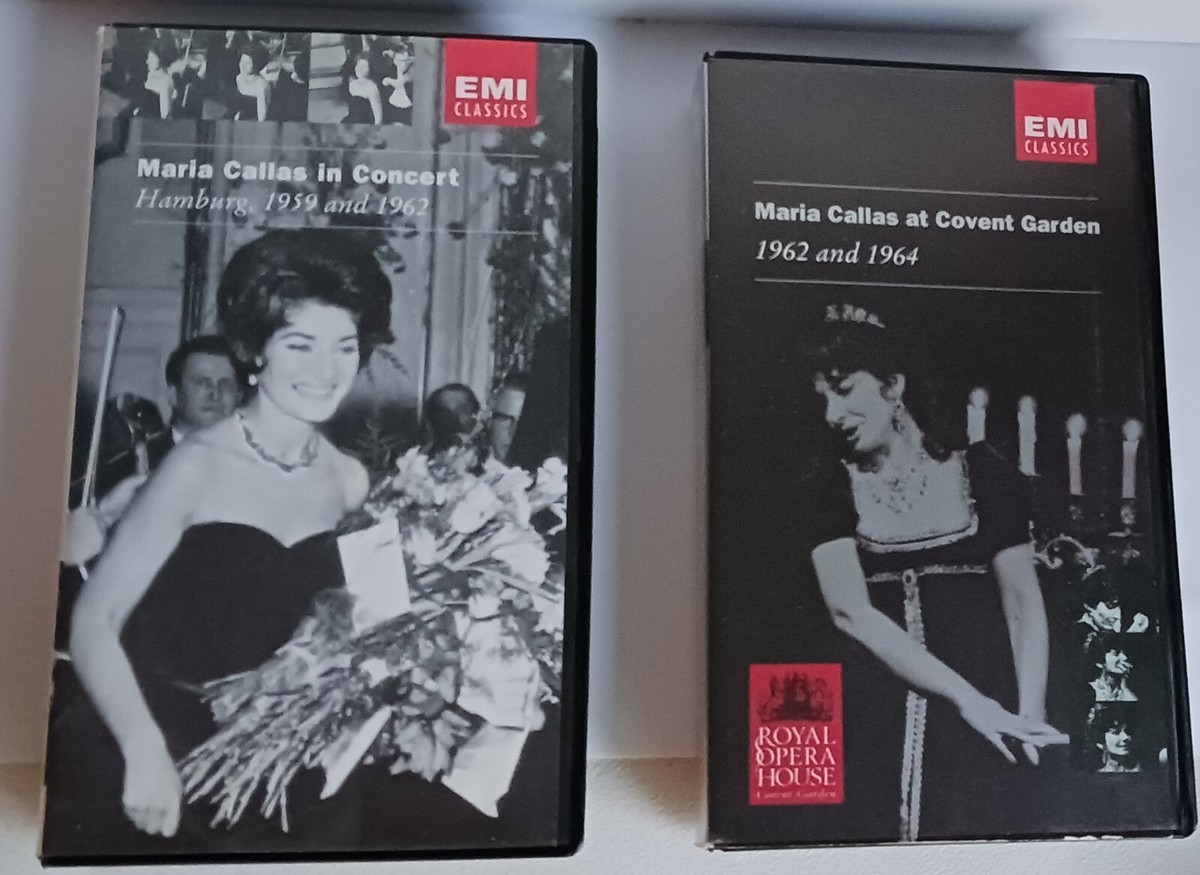 EMI
CLASSICS
Maria Callas in Concert
Hamburg, 1959 and 1962
EMI
CLASSICS
Maria Callas at Covent Garden
1962 and 1964
ROYAL
OPERA
HOUSE
Covent Garden